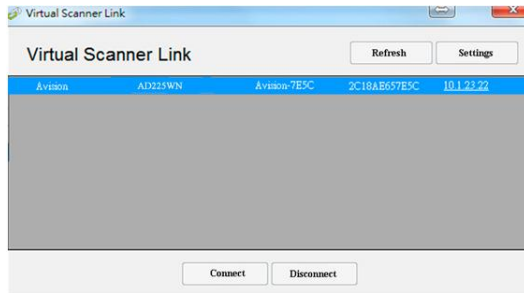 Virtual Scanner Link
Virtual Scanner Link Refresh Settings
Avision AD225WN Avision-7E5C 2C18AE657E5C 10.1.23.22
Connect Disconnect